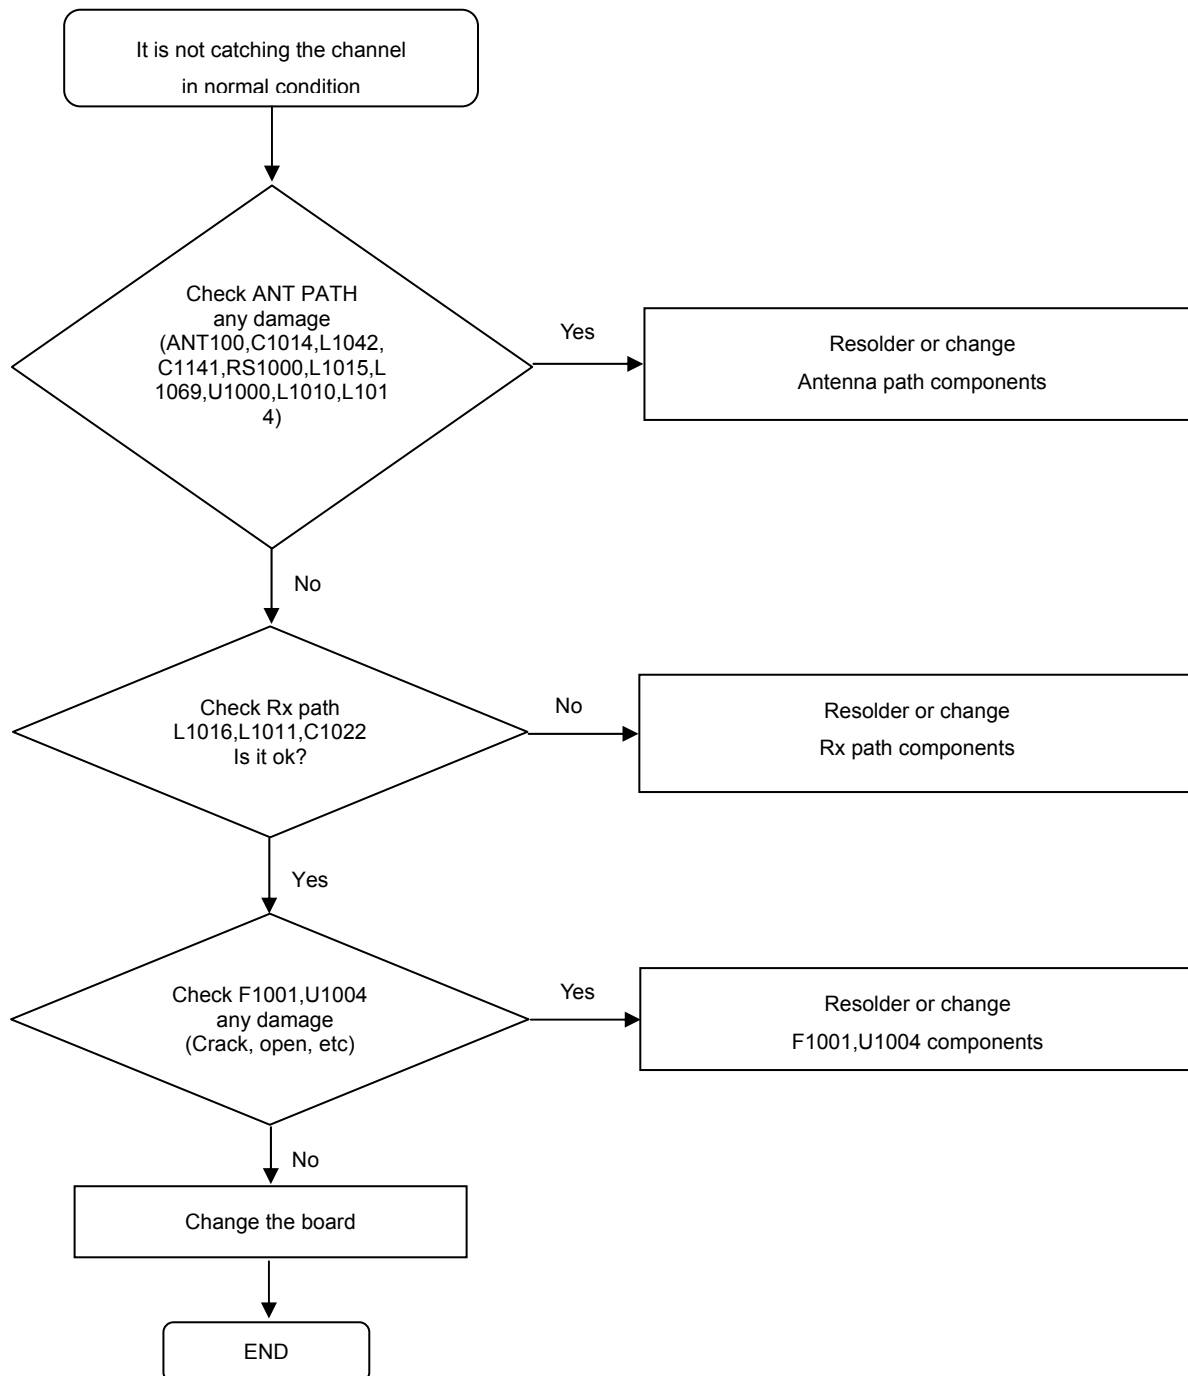 It is not catching the channel
in normal condition
Check ANT PATH
any damage
(ANT100,C1014,L1042,
C1141,RS1000,L1015,L
1069,U1000,L1010,L101
4)
Yes
Resolder or change
Antenna path components
No
Check Rx path
L1016,L1011,C1022
Is it ok?
No
Resolder or change
Rx path components
Yes
Check F1001,U1004
any damage
(Crack, open, etc)
Yes
Resolder or change
F1001,U1004 components
No
Change the board
END